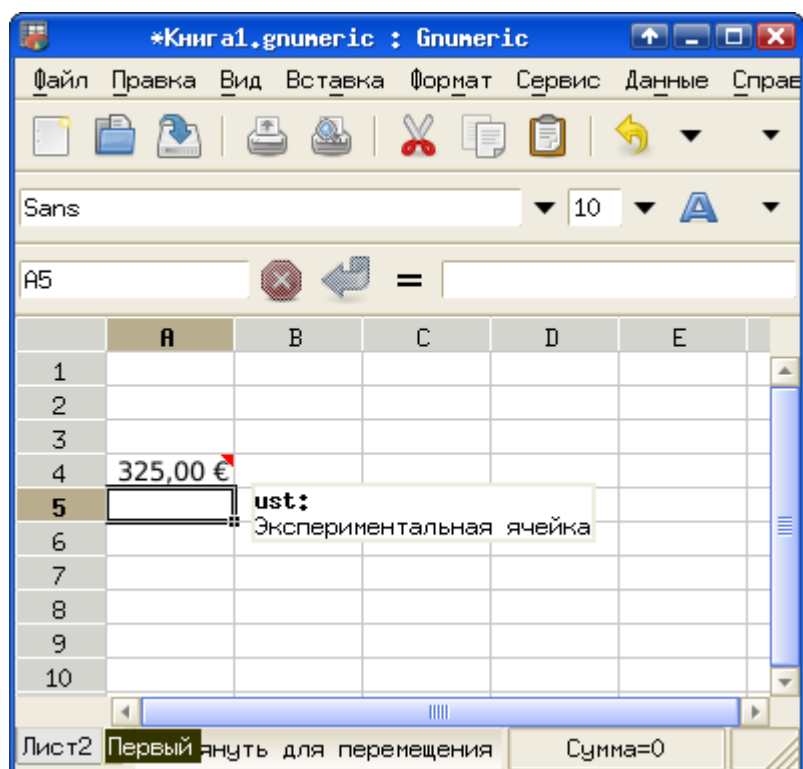 *Книга1.gnumeric : Gnumeric
Файл Правка Вид Вставка Формат Сервис Данные Справ
Sans 10 A
A5 =
A B C D E
1
2
3
4 325,00 €
5 ust:
Экспериментальная ячейка
6
7
8
9
10
Лист2 Первый януть для перемещения Сумма=0